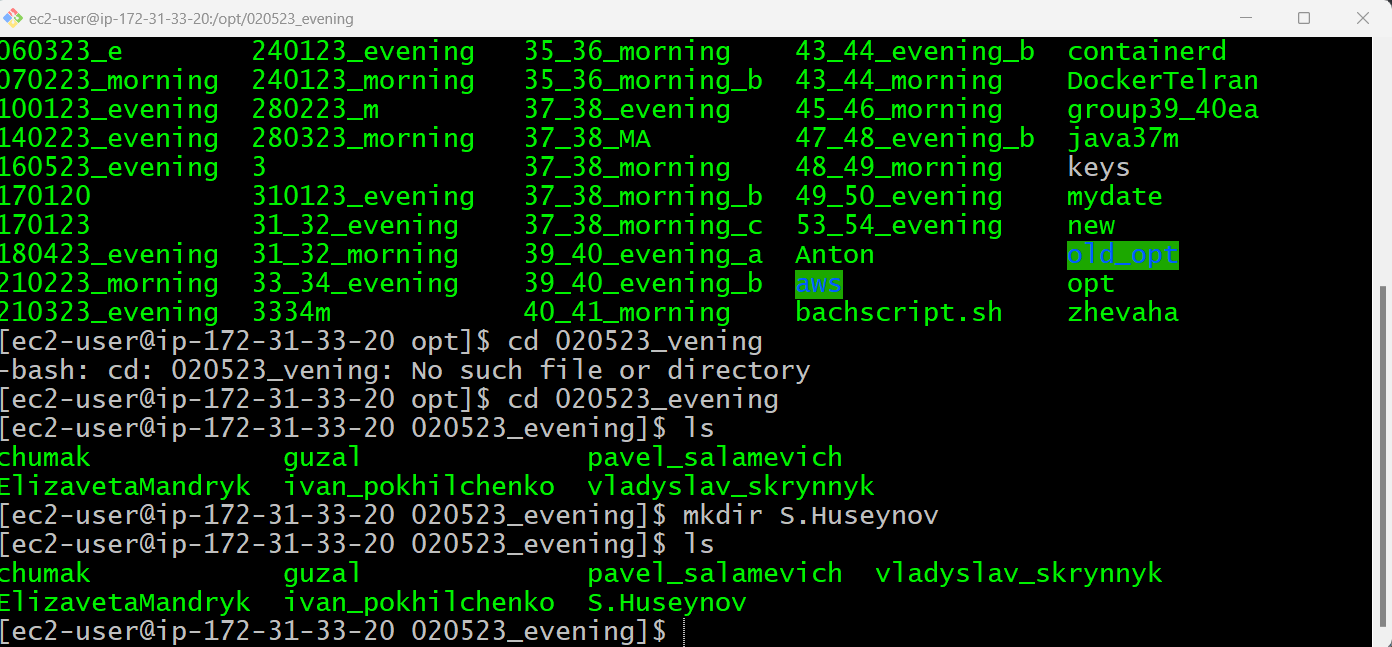 ec2-user@ip-172-31-33-20:/opt/020523_evening
060323_e 240123_evening 35_36_morning 43_44_evening_b containerd
070223_morning 240123_morning 35_36_morning_b 43_44_morning DockerTelran
100123_evening 280223_m 37_38_evening 45_46_morning group39_40ea
140223_evening 280323_morning 37_38_MA 47_48_evening_b java37m
160523_evening 3 37_38_morning 48_49_morning keys
170120 310123_evening 37_38_morning_b 49_50_evening mydate
170123 31_32_evening 37_38_morning_c 53_54_evening new
180423_evening 31_32_morning 39_40_evening_a Anton old_opt
210223_morning 33_34_evening 39_40_evening_b aws opt
210323_evening 3334m 40_41_morning bachscript.sh zhevaha
[ec2-user@ip-172-31-33-20 opt]$ cd 020523_vening
-bash: cd: 020523_vening: No such file or directory
[ec2-user@ip-172-31-33-20 opt]$ cd 020523_evening
[ec2-user@ip-172-31-33-20 020523_evening]$ ls
chumak guzal pavel_salamevich
ElizavetaMandryk ivan_pokhilchenko vladyslav_skrynnyk
[ec2-user@ip-172-31-33-20 020523_evening]$ mkdir S.Huseynov
[ec2-user@ip-172-31-33-20 020523_evening]$ ls
chumak guzal pavel_salamevich vladyslav_skrynnyk
ElizavetaMandryk ivan_pokhilchenko S.Huseynov
[ec2-user@ip-172-31-33-20 020523_evening]$